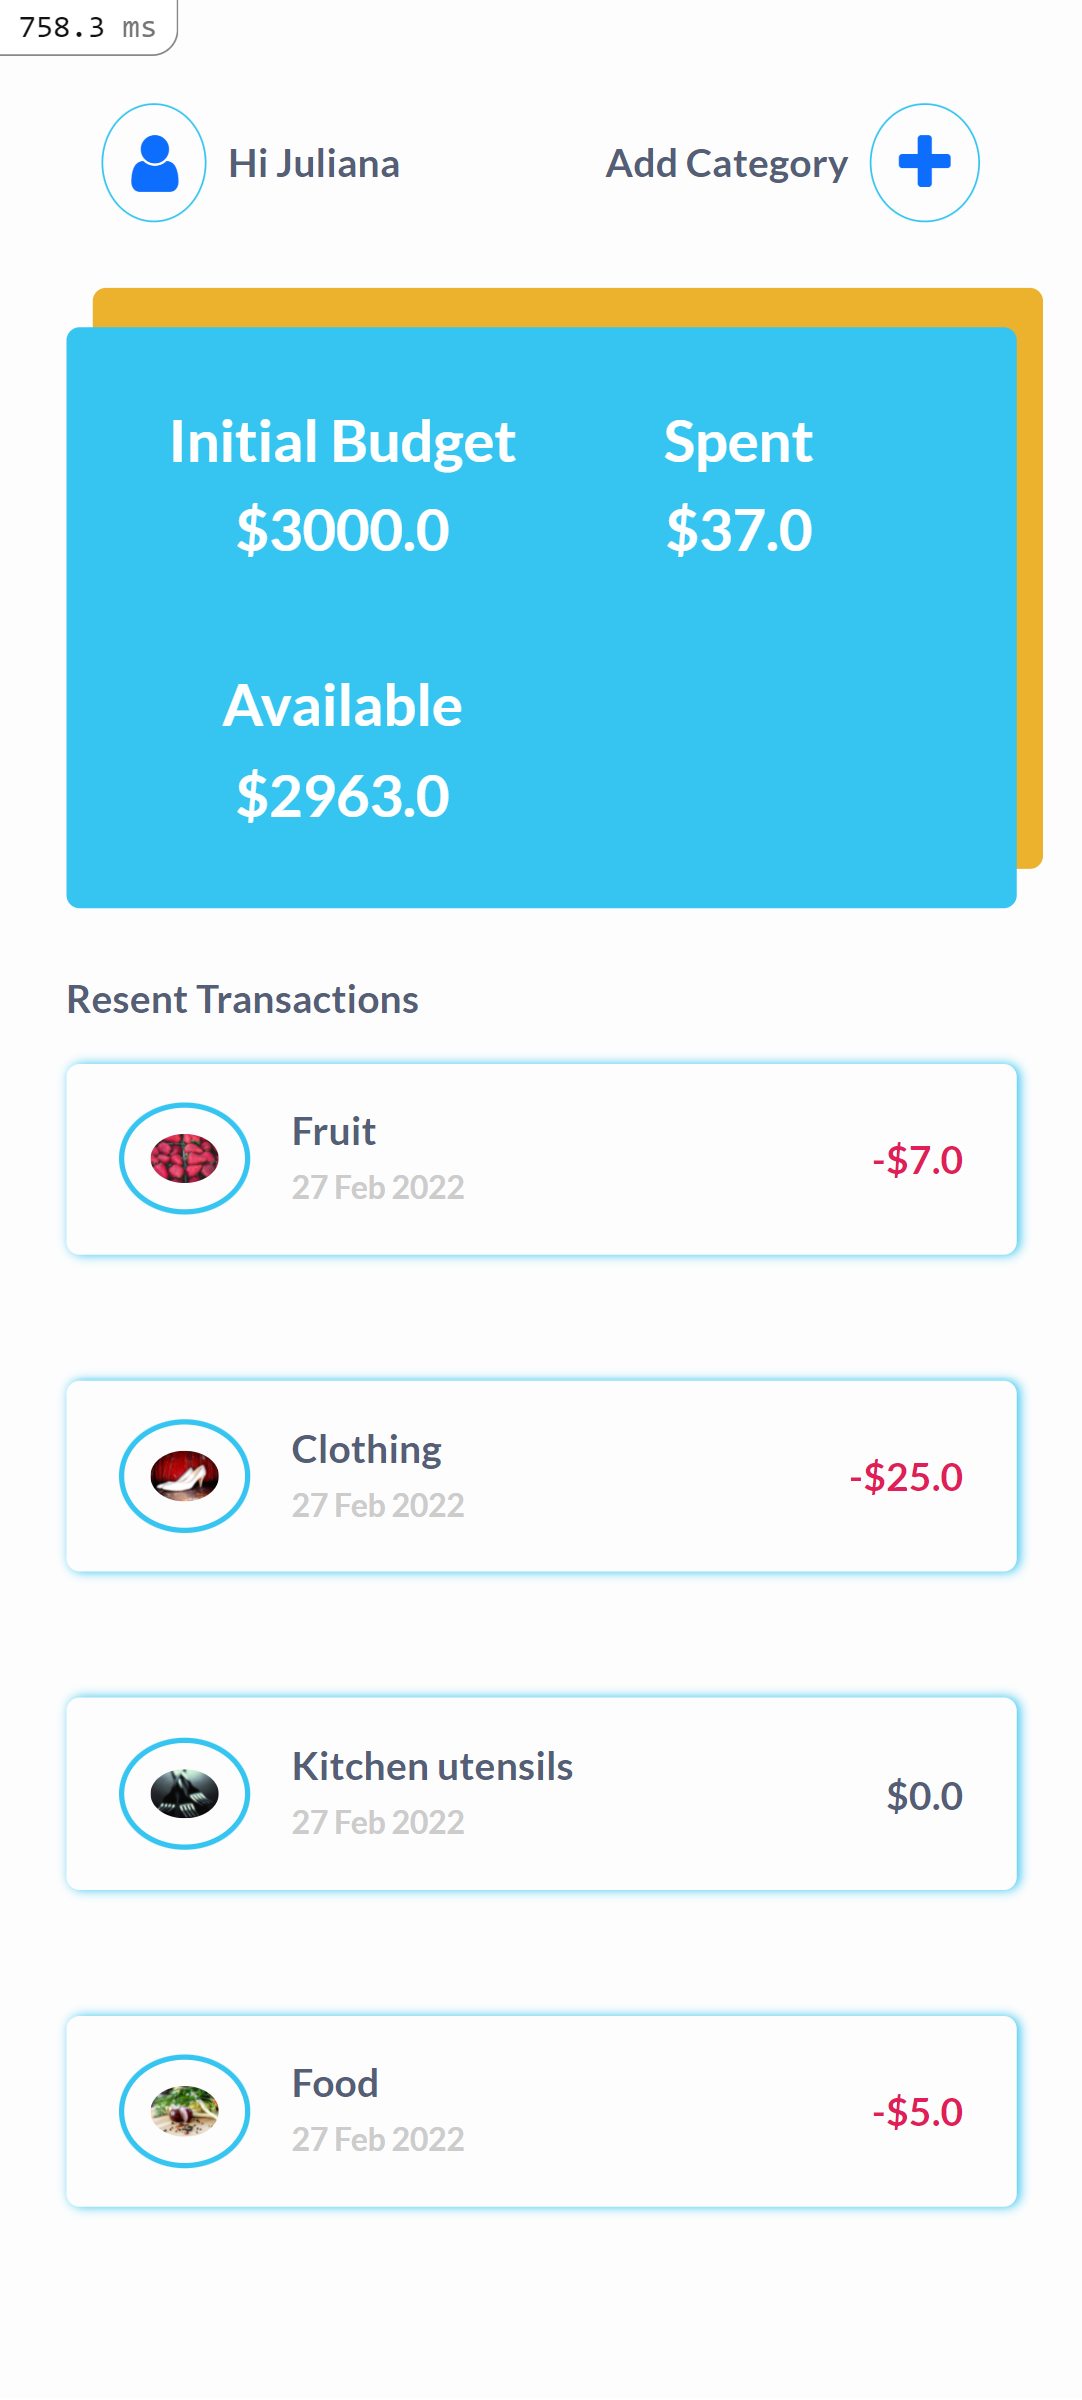 758.3 ms
Hi Juliana
Add Category
Initial Budget
$3000.0
Spent
$37.0
Available
$2963.0
Resent Transactions
Fruit
27 Feb 2022
-$7.0
Clothing
27 Feb 2022
-$25.0
Kitchen utensils
27 Feb 2022
$0.0
Food
27 Feb 2022
-$5.0